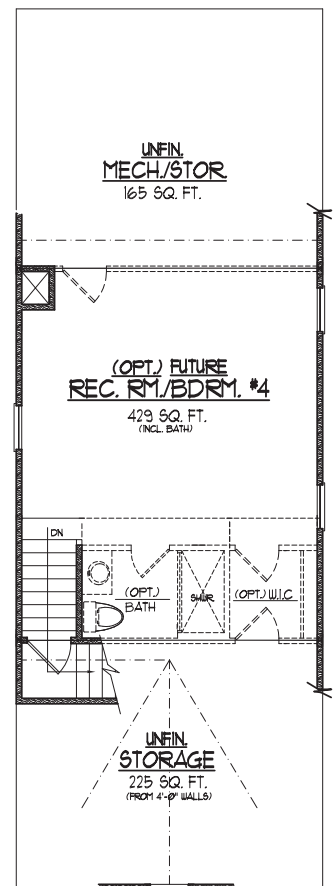 UNFIN.
MECH./STOR
165 SQ. FT.
(OPT.) FUTURE
REC. RM./BDRM. #4
429 SQ. FT.
(INCL. BATH)
DN
(OPT.)
BATH
SHWR
(OPT.) W.I.C
UNFIN.
STORAGE
225 SQ. FT.
(FROM 4'-0" WALLS)